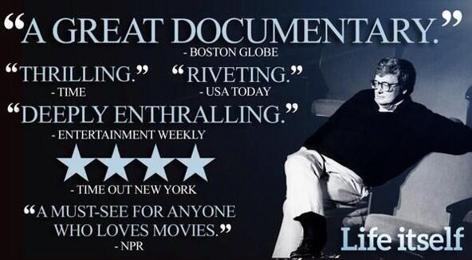 “A GREAT DOCUMENTARY.”
- BOSTON GLOBE
“THRILLING.” “RIVETING.”
- TIME - USA TODAY
“DEEPLY ENTHRALLING.”
- ENTERTAINMENT WEEKLY
- TIME OUT NEW YORK
“A MUST-SEE FOR ANYONE
WHO LOVES MOVIES.”
- NPR
Life itself